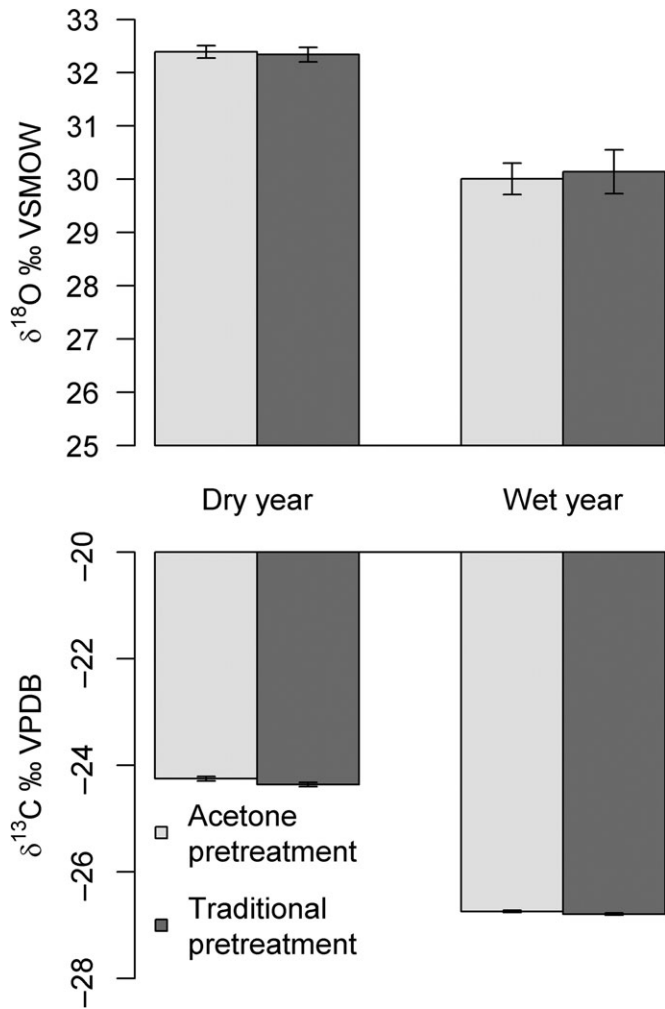 33
32
31
30
29
28
27
26
25
δ18O ‰ VSMOW
Dry year
Wet year
−20
−22
−24
−26
−28
δ13C ‰ VPDB
Acetone
pretreatment
Traditional
pretreatment